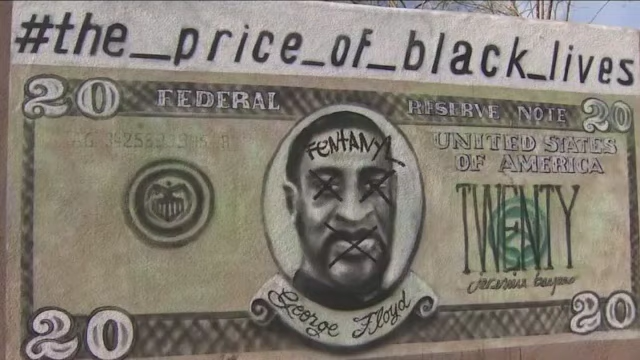 #the_price_of_black_lives
20 FEDERAL RESERVE NOTE 20
UNITED STATES
OF AMERICA
FENTANYL
TWENTY
George Floyd
20 20